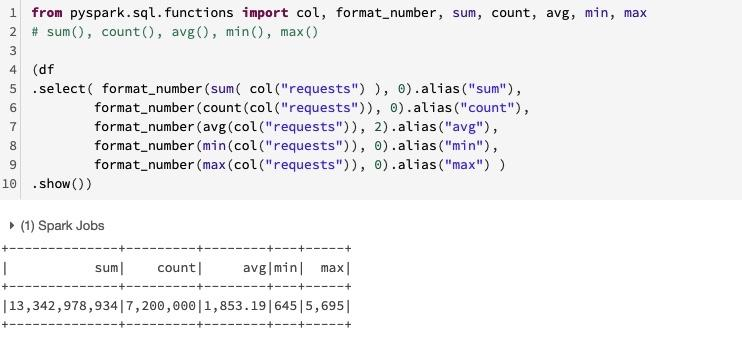 1 from pyspark.sql.functions import col, format_number, sum, count, avg, min, max
2 # sum(), count(), avg(), min(), max()
3
4 (df
5 .select( format_number(sum( col("requests") ), 0).alias("sum"),
6         format_number(count(col("requests")), 0).alias("count"),
7         format_number(avg(col("requests")), 2).alias("avg"),
8         format_number(min(col("requests")), 0).alias("min"),
9         format_number(max(col("requests")), 0).alias("max") )
10 .show())
(1) Spark Jobs
+--------------+---------+--------+---+-----+
|           sum|    count|     avg|min|  max|
+--------------+---------+--------+---+-----+
|13,342,978,934|7,200,000|1,853.19|645|5,695|
+--------------+---------+--------+---+-----+